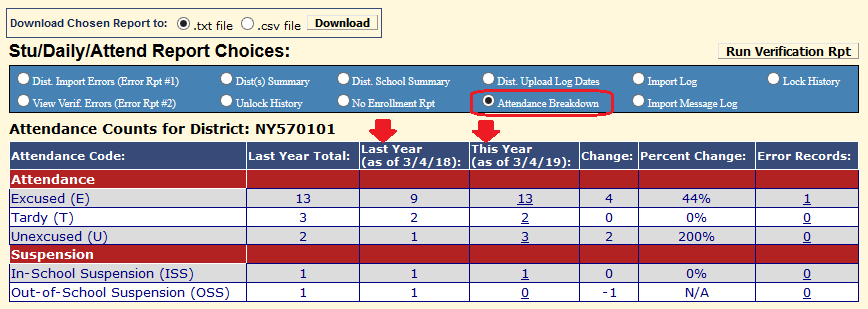 Download Chosen Report to: .txt file .csv file Download
Stu/Daily/Attend Report Choices: Run Verification Rpt
Dist. Import Errors (Error Rpt #1) Dist(s) Summary Dist. School Summary Dist. Upload Log Dates Import Log Lock History
View Verif. Errors (Error Rpt #2) Unlock History No Enrollment Rpt Attendance Breakdown Import Message Log
Attendance Counts for District: NY570101
Attendance Code: Last Year Total: Last Year (as of 3/4/18): This Year (as of 3/4/19): Change: Percent Change: Error Records:
Attendance
Excused (E) 13 9 13 4 44% 1
Tardy (T) 3 2 2 0 0% 0
Unexcused (U) 2 1 3 2 200% 0
Suspension
In-School Suspension (ISS) 1 1 1 0 0% 0
Out-of-School Suspension (OSS) 1 1 0 -1 N/A 0